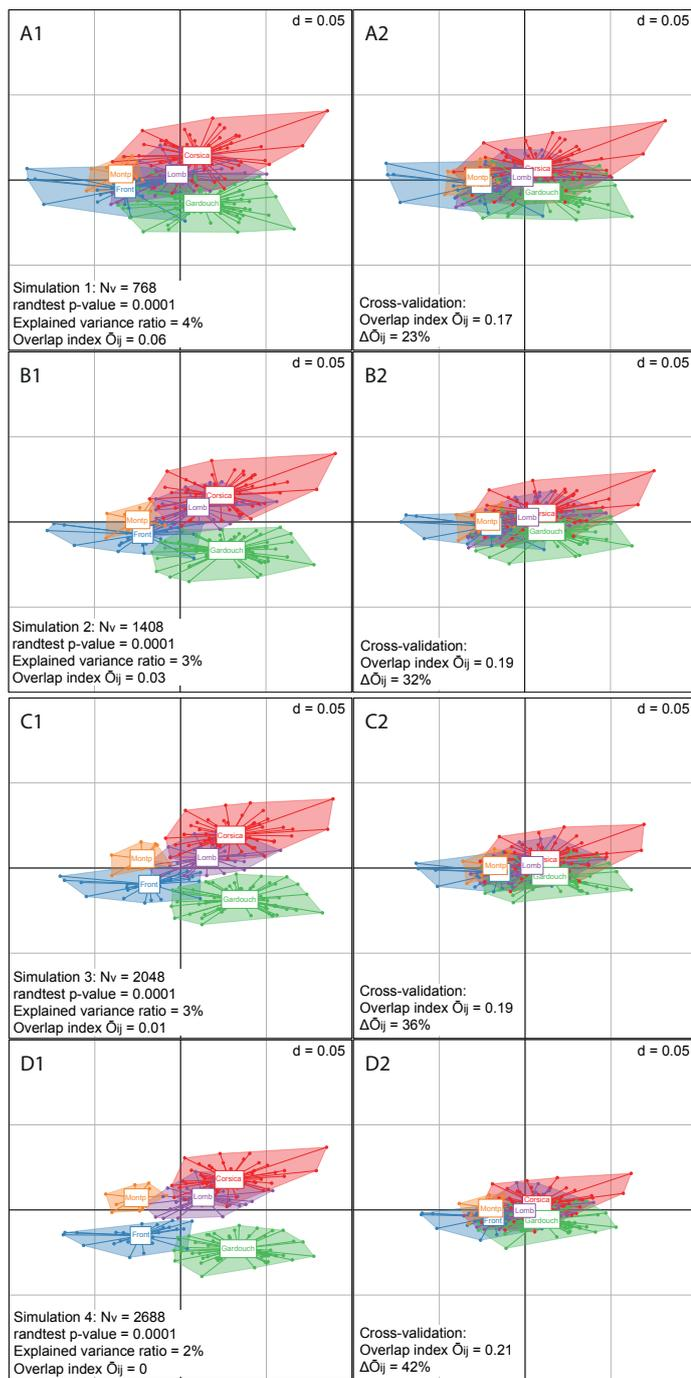 A1
d = 0.05
Corsica
Montp
Lomb
Front
Gardouch
Simulation 1: Nv = 768
randtest p-value = 0.0001
Explained variance ratio = 4%
Overlap index Ōij = 0.06
A2
d = 0.05
Montp
Lomb
Gardouch
Cross-validation:
Overlap index Ōij = 0.17
ΔŌij = 23%
B1
d = 0.05
Corsica
Lomb
Montp
Front
Gardouch
Simulation 2: Nv = 1408
randtest p-value = 0.0001
Explained variance ratio = 3%
Overlap index Ōij = 0.03
B2
d = 0.05
Montp
Lomb
Gardouch
Cross-validation:
Overlap index Ōij = 0.19
ΔŌij = 32%
C1
d = 0.05
Corsica
Montp
Lomb
Front
Gardouch
Simulation 3: Nv = 2048
randtest p-value = 0.0001
Explained variance ratio = 3%
Overlap index Ōij = 0.01
C2
d = 0.05
Montp
Lomb
Gardouch
Cross-validation:
Overlap index Ōij = 0.19
ΔŌij = 36%
D1
d = 0.05
Corsica
Montp
Lomb
Front
Gardouch
Simulation 4: Nv = 2688
randtest p-value = 0.0001
Explained variance ratio = 2%
Overlap index Ōij = 0
D2
d = 0.05
Corsica
Montp
Lomb
Front
Gardouch
Cross-validation:
Overlap index Ōij = 0.21
ΔŌij = 42%